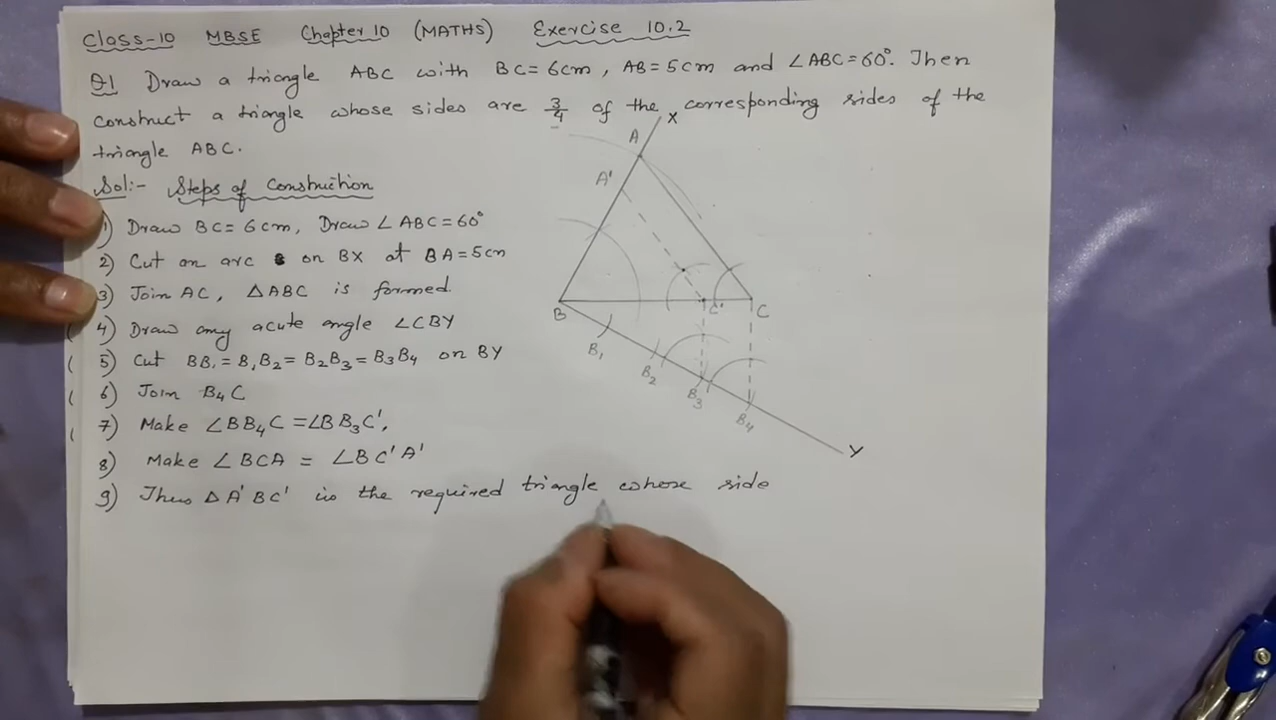 Class-10 MBSE Chapter 10 (MATHS) Exercise 10.2
Q1 Draw a triangle ABC with BC = 6cm, AB = 5cm and ∠ABC = 60°. Then
construct a triangle whose sides are 3/4 of the corresponding sides of the
triangle ABC.
Sol:- Steps of Construction
1) Draw BC = 6cm, Draw ∠ABC = 60°
2) Cut an arc on BX at BA = 5cm
3) Join AC, △ABC is formed.
4) Draw any acute angle ∠CBY
5) Cut BB₁ = B₁B₂ = B₂B₃ = B₃B₄ on BY
6) Join B₄C
7) Make ∠BB₄C = ∠BB₃C',
8) Make ∠BCA = ∠BC'A'
9) Thus △A'BC' is the required triangle whose side
X
A
A'
B
C'
C
B₁
B₂
B₃
B₄
Y